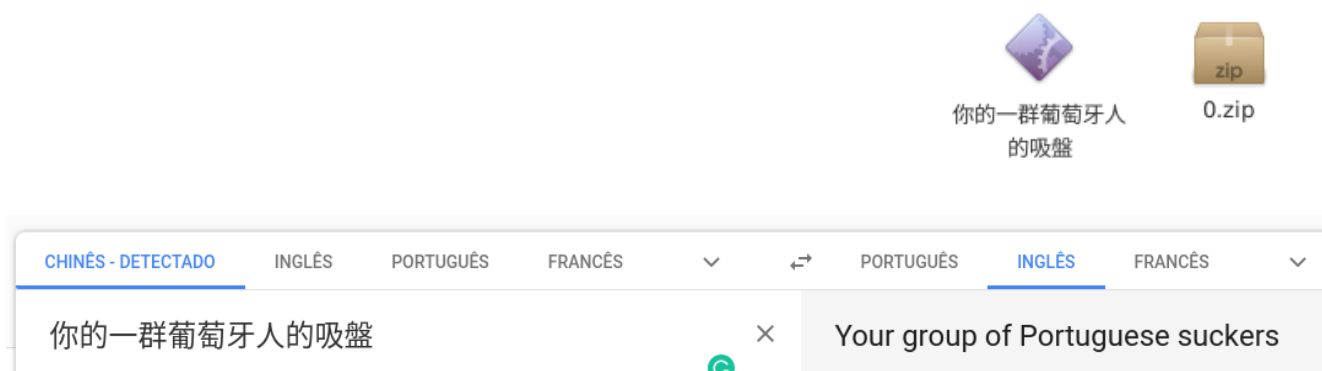 你的一群葡萄牙人
的吸盤
zip
0.zip
CHINÊS - DETECTADO INGLÊS PORTUGUÊS FRANCÊS PORTUGUÊS INGLÊS FRANCÊS
你的一群葡萄牙人的吸盤 Your group of Portuguese suckers